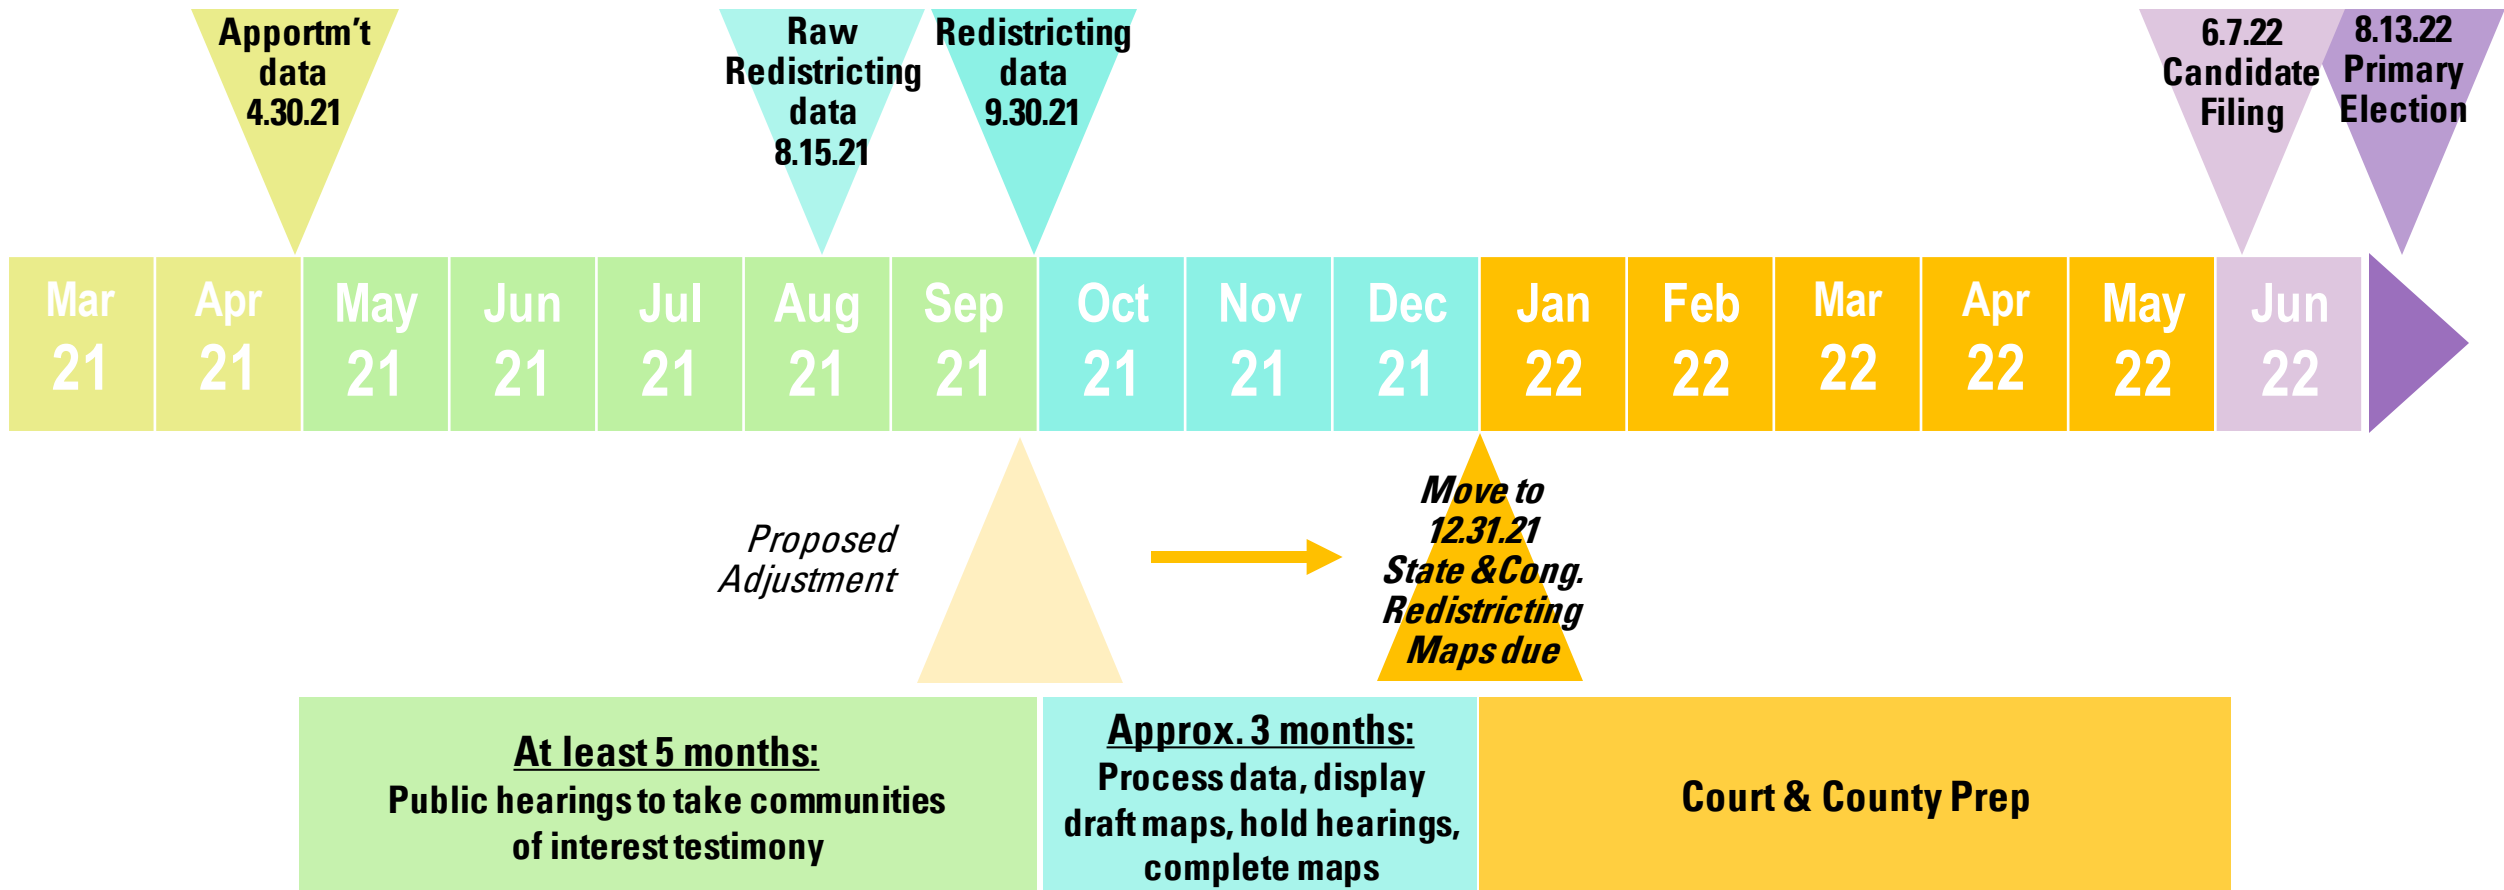 Apportm't
data
4.30.21
Raw
Redistricting
data
8.15.21
Redistricting
data
9.30.21
6.7.22
Candidate
Filing
8.13.22
Primary
Election
Mar
21
Apr
21
May
21
Jun
21
Jul
21
Aug
21
Sep
21
Oct
21
Nov
21
Dec
21
Jan
22
Feb
22
Mar
22
Apr
22
May
22
Jun
22
Proposed
Adjustment
Move to
12.31.21
State &Cong.
Redistricting
Maps due
At least 5 months:
Public hearings to take communities
of interest testimony
Approx. 3 months:
Process data, display
draft maps, hold hearings,
complete maps
Court & County Prep